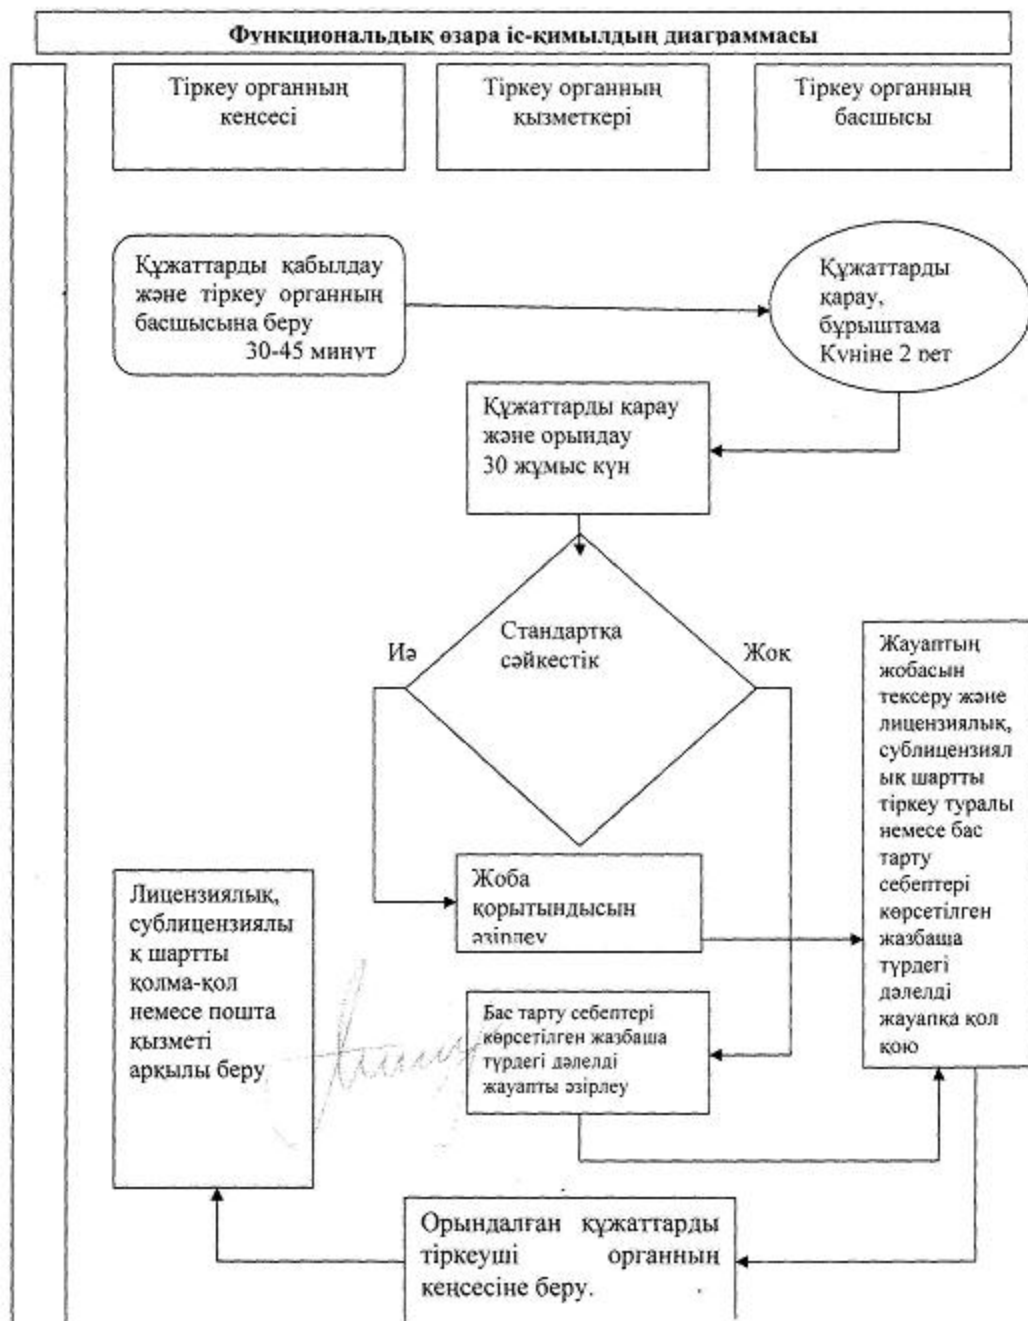 Функциональдық өзара іс-қимылдың диаграммасы
Тіркеу органның
кеңсесі
Тіркеу органның
қызметкері
Тіркеу органның
басшысы
Құжаттарды қабылдау
және тіркеу органның
басшысына беру
30-45 минут
Құжаттарды
қарау,
бұрыштама
Күніне 2 рет
Құжаттарды қарау
және орындау
30 жұмыс күн
Стандартқа
сәйкестік
Иә
Жоқ
Жауаптың
жобасын
тексеру және
лицензиялық,
сублицензиял
ық шартты
тіркеу туралы
немесе бас
тарту
себептері
көрсетілген
жазбаша
түрдегі
дәлелді
жауапқа қол
қою
Жоба
қорытындысын
әзірлеу
Лицензиялық,
сублицензиялы
қ шартты
қолма-қол
немесе пошта
қызметі
арқылы беру
Бас тарту себептері
көрсетілген жазбаша
түрдегі дәлелді
жауапты әзірлеу
Орындалған құжаттарды
тіркеуші органның
кеңсесіне беру.